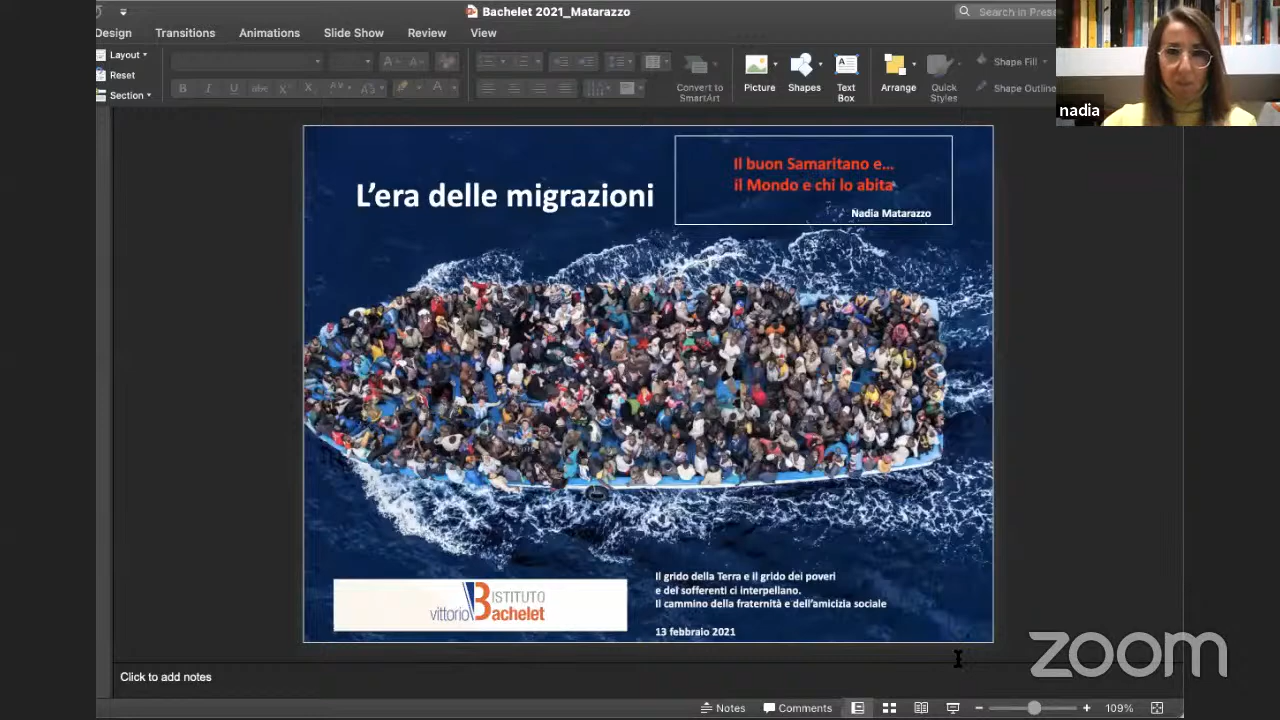 Bachelet 2021_Matarazzo
Search in Prese
Design
Transitions
Animations
Slide Show
Review
View
Layout
Reset
Section
Convert to
SmartArt
Picture
Shapes
Text
Box
Arrange
Quick
Styles
Shape Fill
Shape Outline
nadia
L'era delle migrazioni
Il buon Samaritano e...
il Mondo e chi lo abita
Nadia Matarazzo
ISTITUTO
vittorio Bachelet
Il grido della Terra e il grido dei poveri
e dei sofferenti ci interpellano.
Il cammino della fraternità e dell'amicizia sociale
13 febbraio 2021
zoom
Click to add notes
Notes
Comments
109%